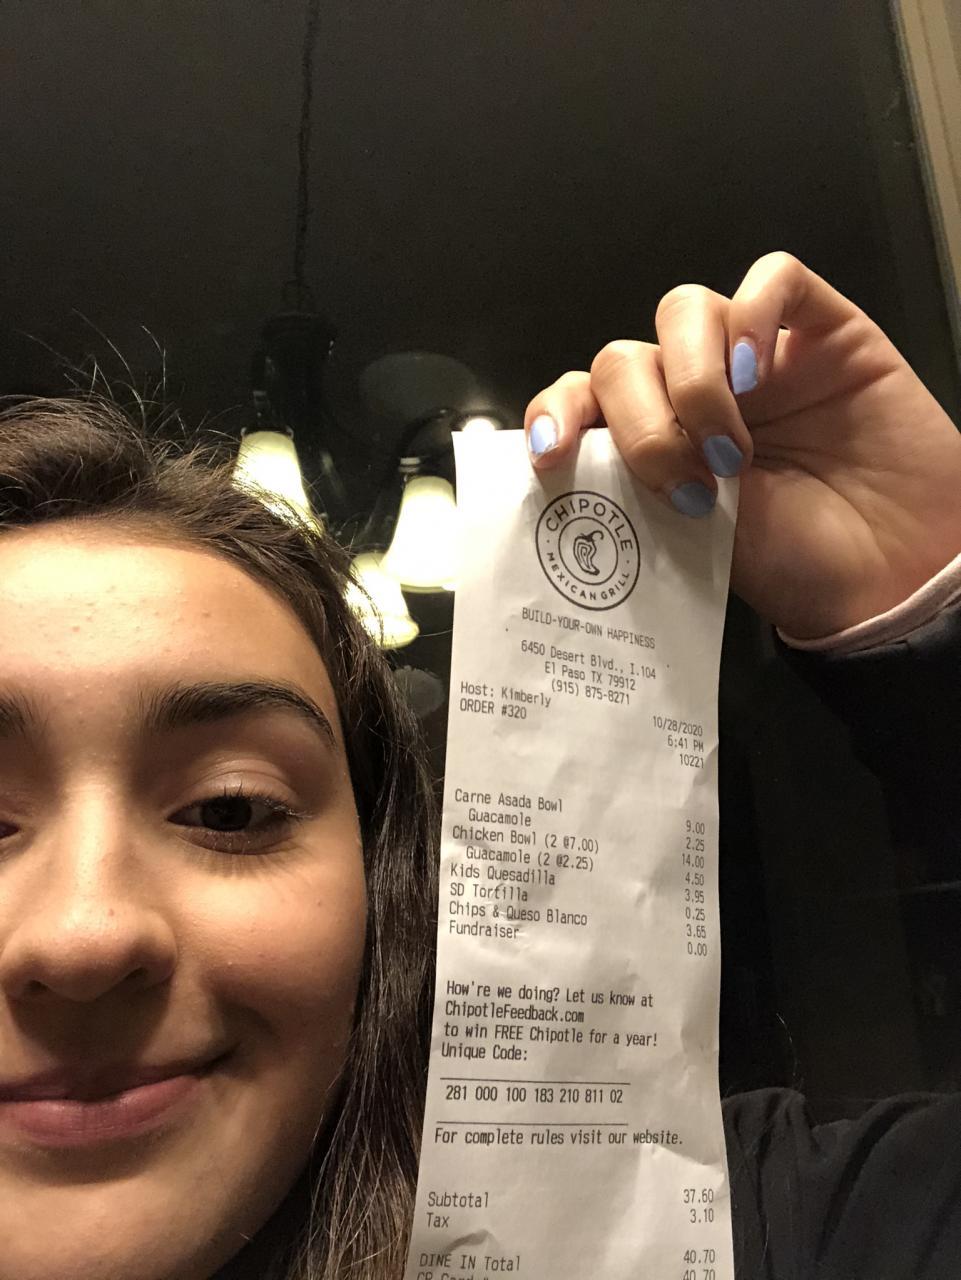 CHIPOTLE
MEXICAN GRILL
BUILD-YOUR-OWN HAPPINESS
6450 Desert Blvd., I.104
El Paso TX 79912
(915) 875-8271
Host: Kimberly
ORDER #320
10/28/2020
6:41 PM
10221
Carne Asada Bowl 9.00
Guacamole 2.25
Chicken Bowl (2 @7.00) 14.00
Guacamole (2 @2.25) 4.50
Kids Quesadilla 3.95
SD Tortilla 0.25
Chips & Queso Blanco 3.65
Fundraiser 0.00
How're we doing? Let us know at
ChipotleFeedback.com
to win FREE Chipotle for a year!
Unique Code:
281 000 100 183 210 811 02
For complete rules visit our website.
Subtotal 37.60
Tax 3.10
DINE IN Total 40.70
40.70